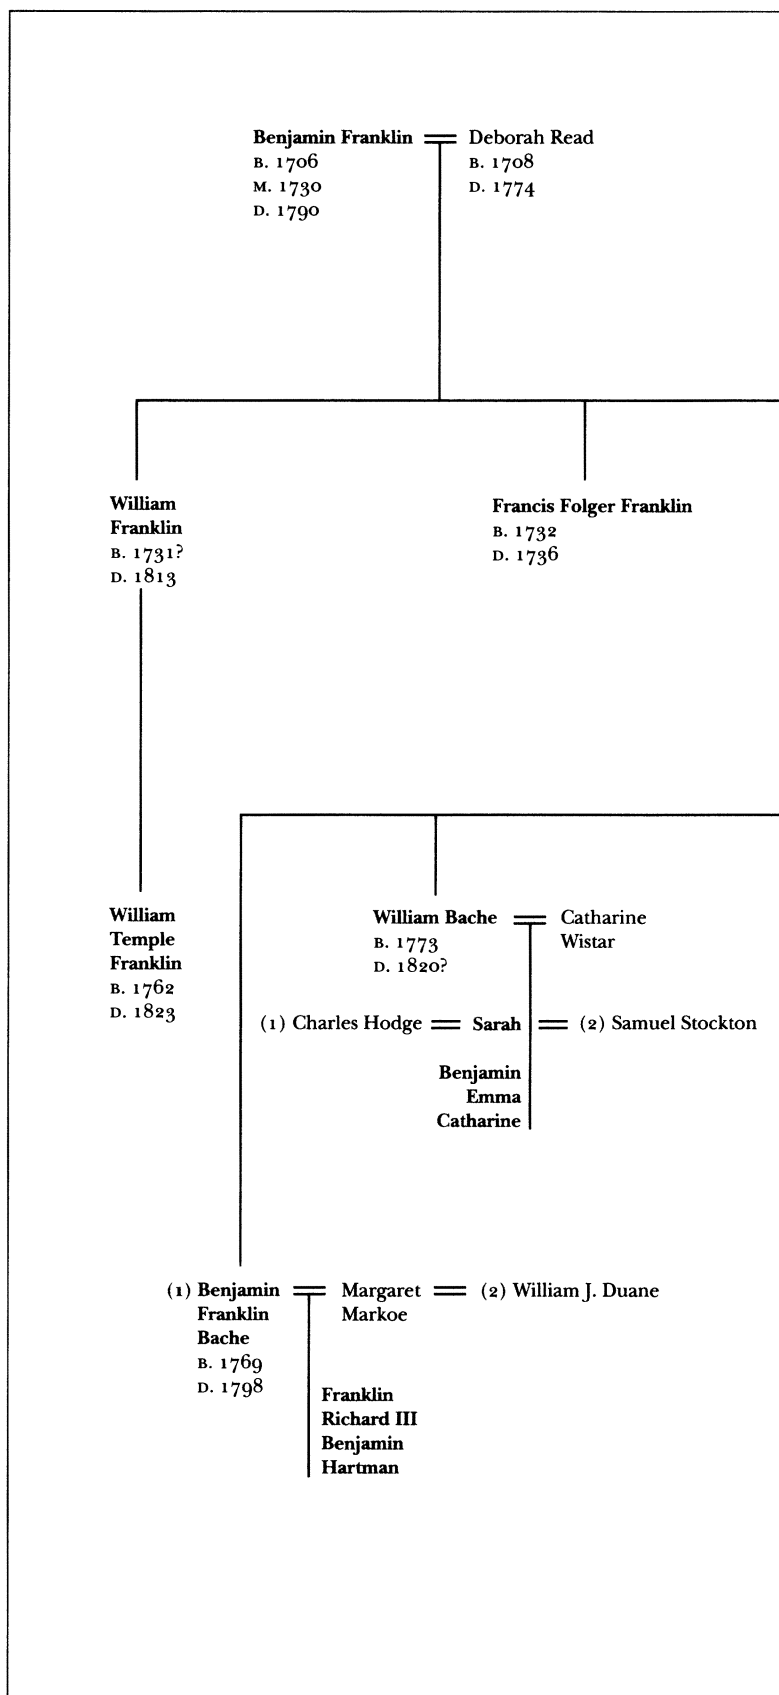 Benjamin Franklin = Deborah Read
B. 1706 B. 1708
M. 1730 D. 1774
D. 1790
William
Franklin
B. 1731?
D. 1813
Francis Folger Franklin
B. 1732
D. 1736
William
Temple
Franklin
B. 1762
D. 1823
William Bache = Catharine
Wistar
B. 1773
D. 1820?
(1) Charles Hodge = Sarah = (2) Samuel Stockton
Benjamin
Emma
Catharine
(1) Benjamin = Margaret = (2) William J. Duane
Franklin Markoe
Bache
B. 1769
D. 1798
Franklin
Richard III
Benjamin
Hartman